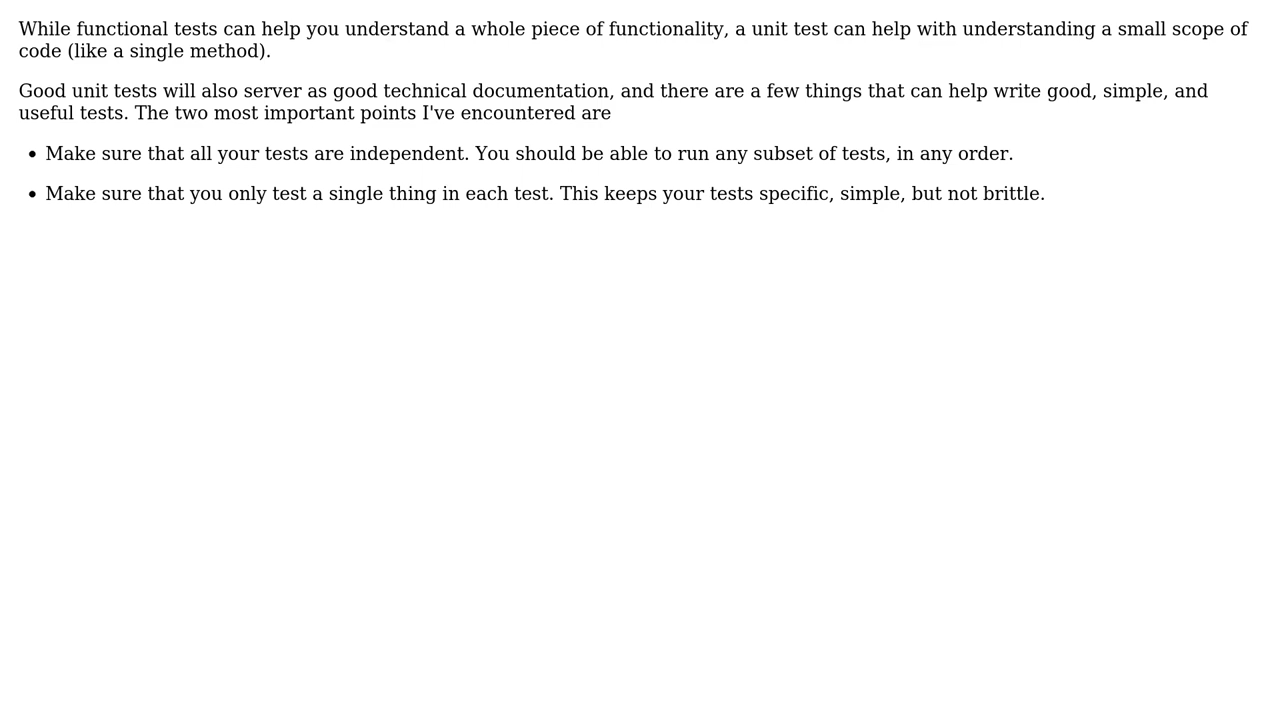 While functional tests can help you understand a whole piece of functionality, a unit test can help with understanding a small scope of
code (like a single method).
Good unit tests will also server as good technical documentation, and there are a few things that can help write good, simple, and
useful tests. The two most important points I've encountered are
• Make sure that all your tests are independent. You should be able to run any subset of tests, in any order.
• Make sure that you only test a single thing in each test. This keeps your tests specific, simple, but not brittle.